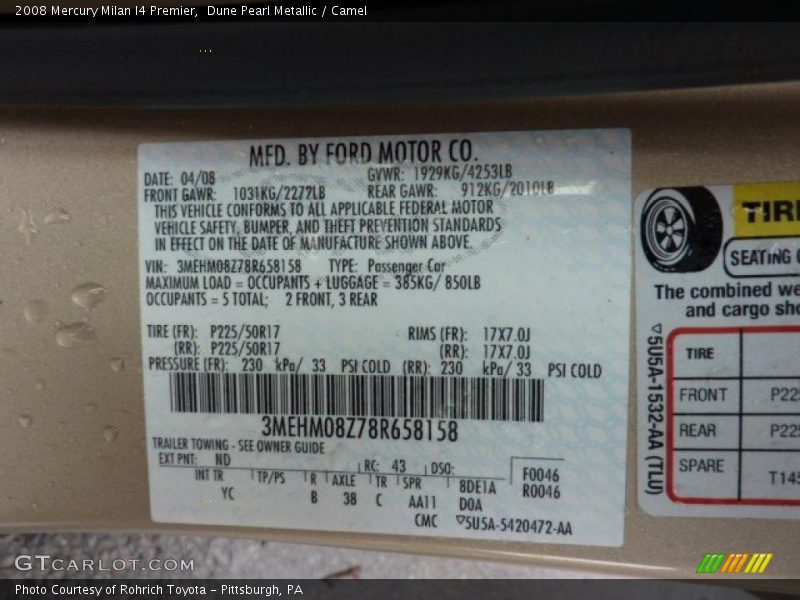 2008 Mercury Milan I4 Premier,  Dune Pearl Metallic / Camel
MFD. BY FORD MOTOR CO.
DATE: 04/08 GVWR: 1929KG/4253LB
FRONT GAWR: 1031KG/2272LB REAR GAWR: 912KG/2010LB
THIS VEHICLE CONFORMS TO ALL APPLICABLE FEDERAL MOTOR
VEHICLE SAFETY, BUMPER, AND THEFT PREVENTION STANDARDS
IN EFFECT ON THE DATE OF MANUFACTURE SHOWN ABOVE.
VIN: 3MEHM08Z78R658158 TYPE: Passenger Car
MAXIMUM LOAD = OCCUPANTS + LUGGAGE = 385KG/ 850LB
OCCUPANTS = 5 TOTAL; 2 FRONT, 3 REAR
TIRE (FR): P225/50R17 RIMS (FR): 17X7.0J
(RR): P225/50R17 (RR): 17X7.0J
PRESSURE (FR): 230 kPa/ 33 PSI COLD (RR): 230 kPa/ 33 PSI COLD
3MEHM08Z78R658158
TRAILER TOWING - SEE OWNER GUIDE
EXT PNT: ND RC: 43 DSO: F0046
INT TR TP/PS R AXLE TR SPR 8DE1A R0046
YC B 38 C AA11 D0A
CMC ▽5U5A-5420472-AA
TIRE
SEATING
The combined we
and cargo sho
▽5U5A-1532-AA (TLU)
TIRE
FRONT P225
REAR P225
SPARE T145
GTCARLOT.COM
Photo Courtesy of Rohrich Toyota - Pittsburgh, PA